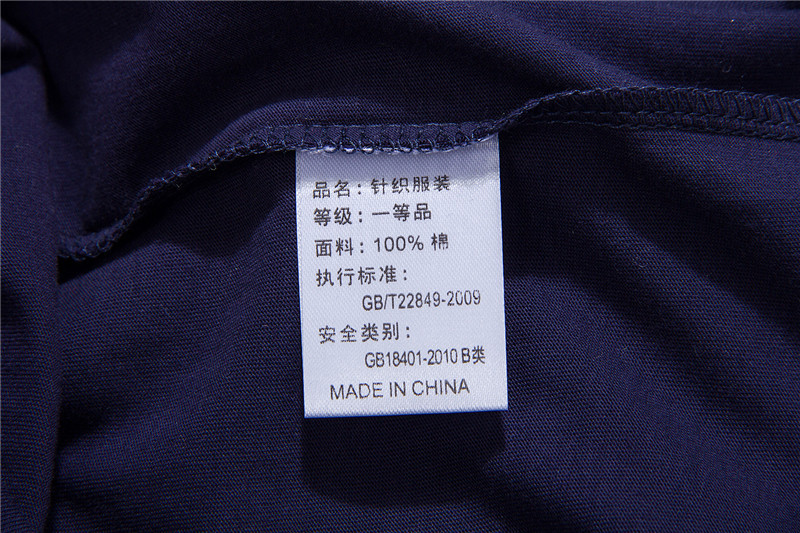 品名：针织服装
等级：一等品
面料：100% 棉
执行标准：
GB/T22849-2009
安全类别：
GB18401-2010 B类
MADE IN CHINA